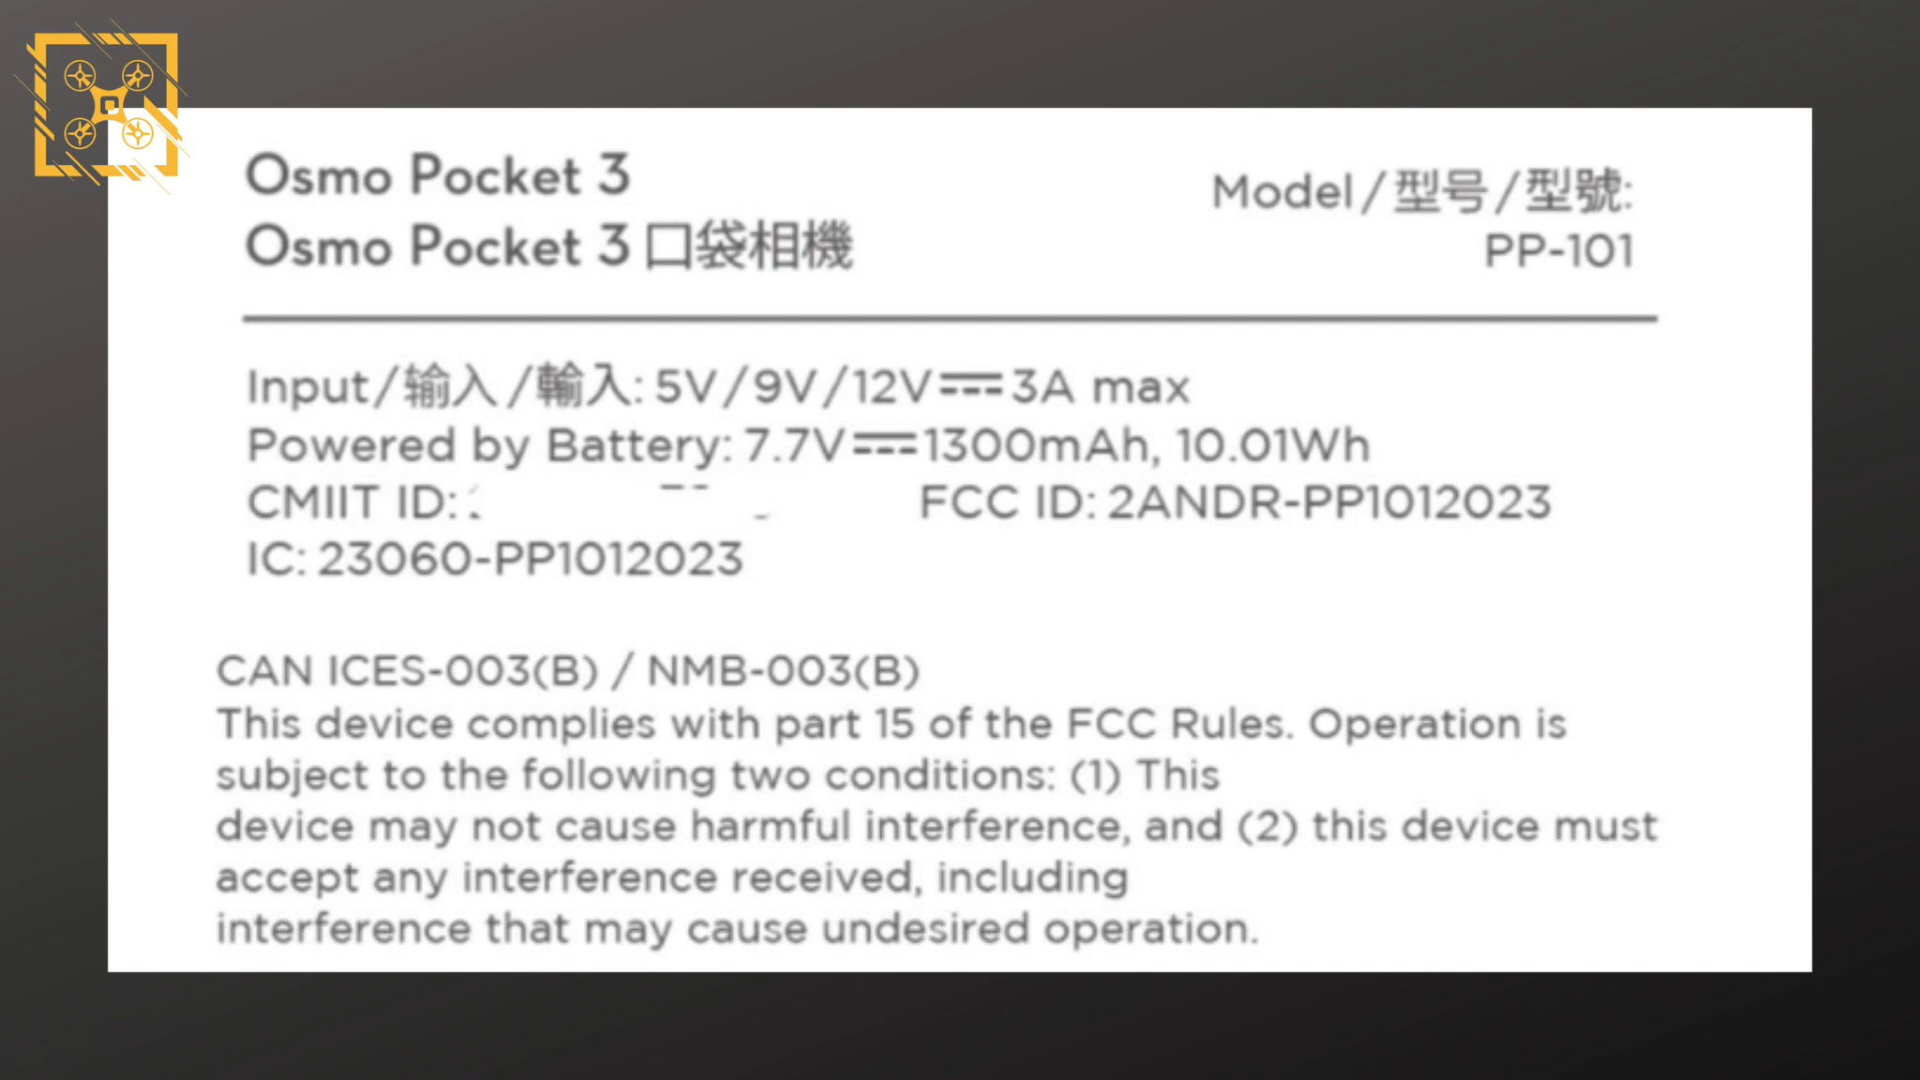 Osmo Pocket 3
Osmo Pocket 3 口袋相機
Model/型号/型號:
PP-101
Input/输入/輸入: 5V/9V/12V⎓3A max
Powered by Battery: 7.7V⎓1300mAh, 10.01Wh
CMIIT ID: FCC ID: 2ANDR-PP1012023
IC: 23060-PP1012023
CAN ICES-003(B) / NMB-003(B)
This device complies with part 15 of the FCC Rules. Operation is
subject to the following two conditions: (1) This
device may not cause harmful interference, and (2) this device must
accept any interference received, including
interference that may cause undesired operation.